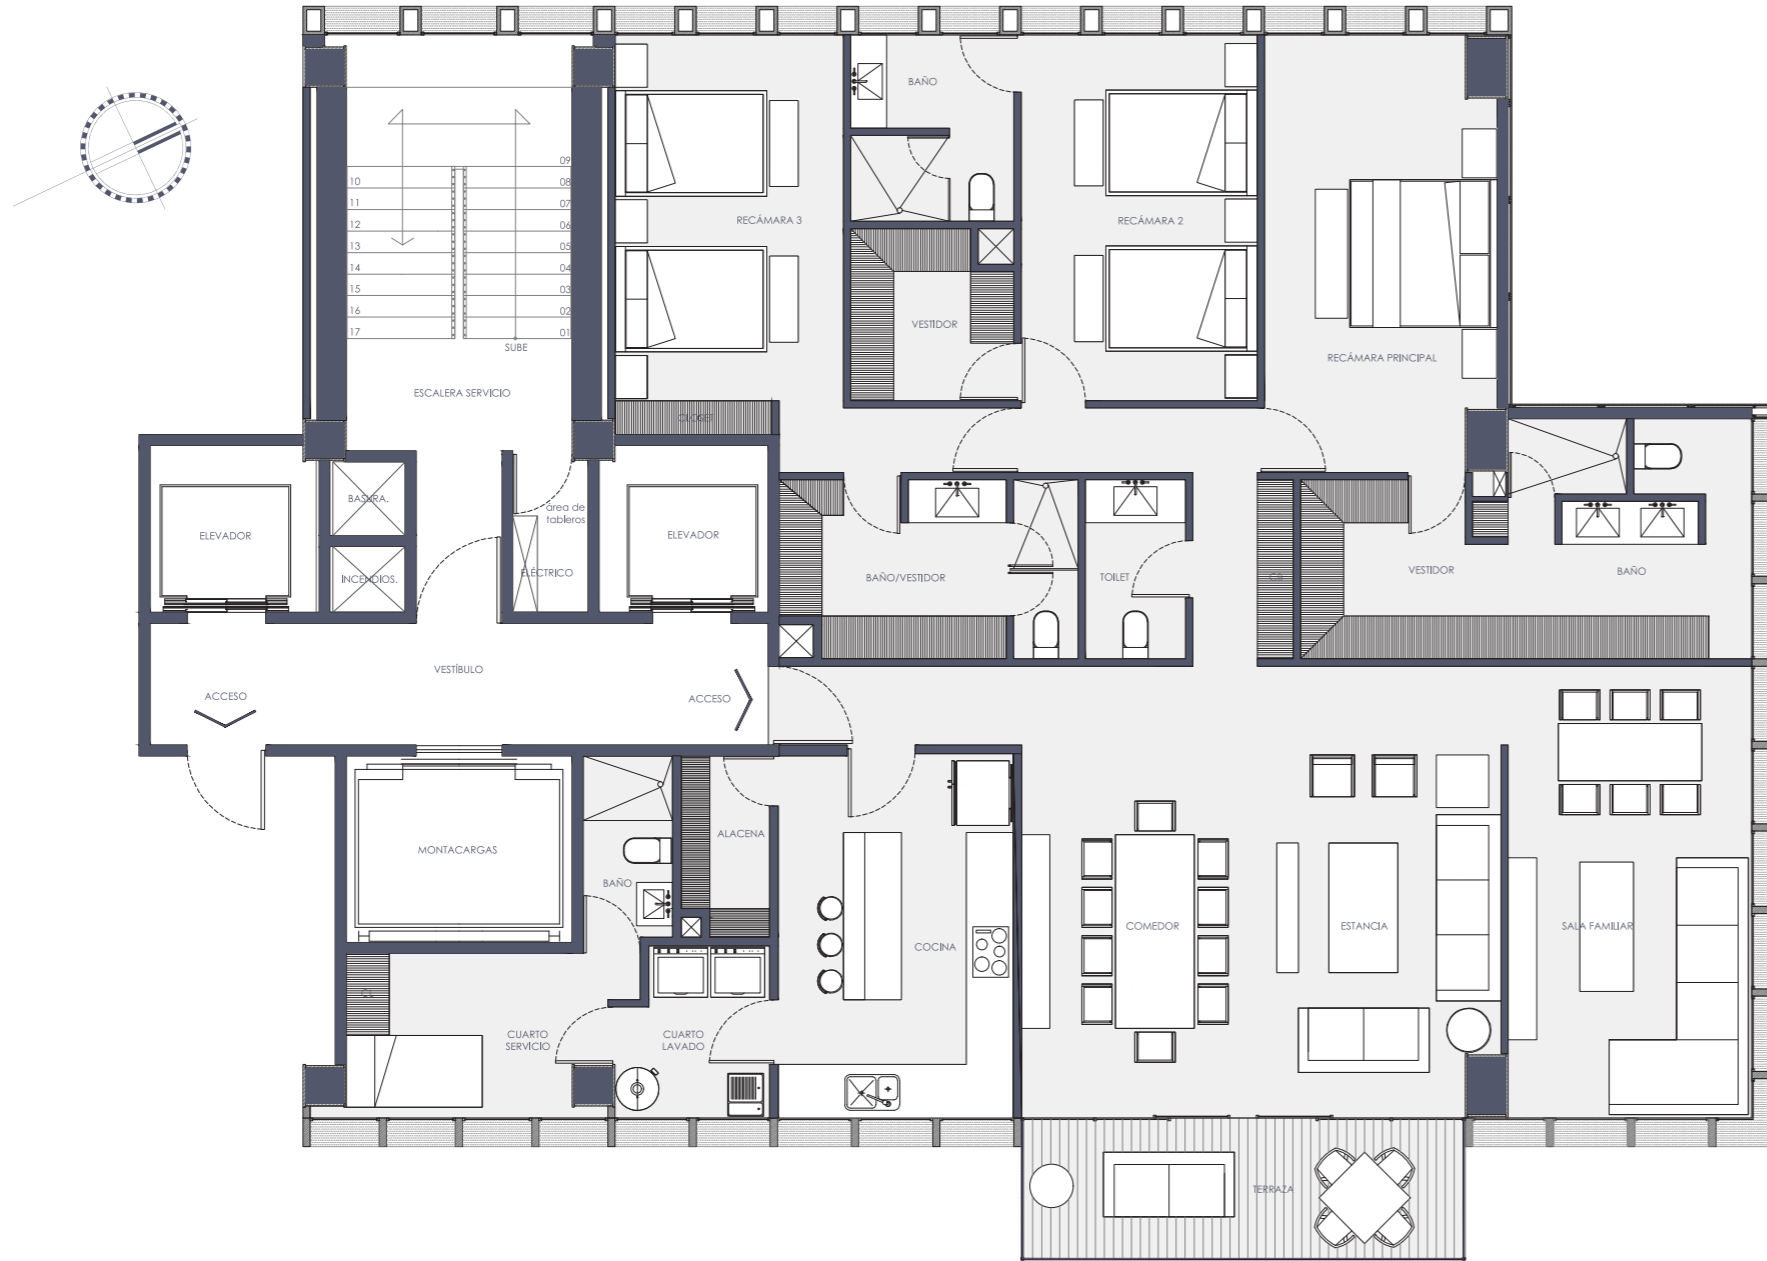 BAÑO
09
10
08
11
07
12
06
13
05
14
04
15
03
16
02
17
01
SUBE
ESCALERA SERVICIO
RECÁMARA 3
RECÁMARA 2
VESTIDOR
RECÁMARA PRINCIPAL
CLOSET
BASURA.
área de
tableros
ELEVADOR
ELEVADOR
INCENDIOS.
ELÉCTRICO
BAÑO/VESTIDOR
TOILET
CB
VESTIDOR
BAÑO
VESTÍBULO
ACCESO
ACCESO
MONTACARGAS
BAÑO
ALACENA
COCINA
COMEDOR
ESTANCIA
SALA FAMILIAR
CL
CUARTO
SERVICIO
CUARTO
LAVADO
TERRAZA